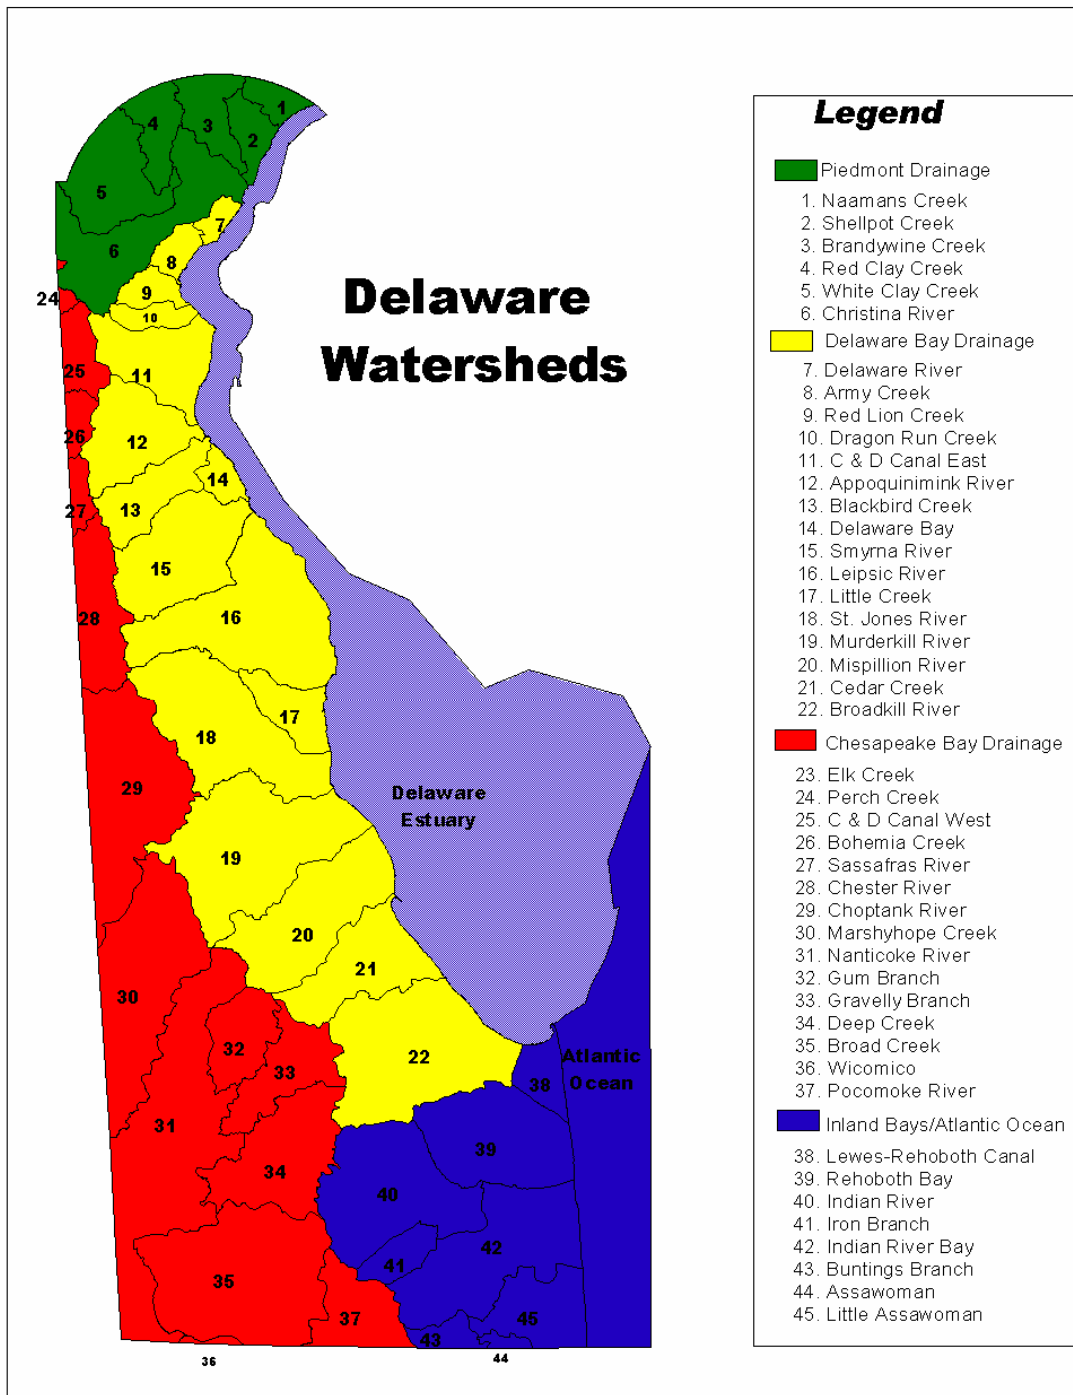 Delaware
Watersheds
1
4
3
2
5
7
6
8
9
24
10
25
11
26
12
14
27
13
15
28
16
17
18
29
Delaware
Estuary
19
20
21
30
32
22
Atlantic
Ocean
33
38
31
39
34
40
42
41
35
37
45
43
36
44
Legend
Piedmont Drainage
1. Naamans Creek
2. Shellpot Creek
3. Brandywine Creek
4. Red Clay Creek
5. White Clay Creek
6. Christina River
Delaware Bay Drainage
7. Delaware River
8. Army Creek
9. Red Lion Creek
10. Dragon Run Creek
11. C & D Canal East
12. Appoquinimink River
13. Blackbird Creek
14. Delaware Bay
15. Smyrna River
16. Leipsic River
17. Little Creek
18. St. Jones River
19. Murderkill River
20. Mispillion River
21. Cedar Creek
22. Broadkill River
Chesapeake Bay Drainage
23. Elk Creek
24. Perch Creek
25. C & D Canal West
26. Bohemia Creek
27. Sassafras River
28. Chester River
29. Choptank River
30. Marshyhope Creek
31. Nanticoke River
32. Gum Branch
33. Gravelly Branch
34. Deep Creek
35. Broad Creek
36. Wicomico
37. Pocomoke River
Inland Bays/Atlantic Ocean
38. Lewes-Rehoboth Canal
39. Rehoboth Bay
40. Indian River
41. Iron Branch
42. Indian River Bay
43. Buntings Branch
44. Assawoman
45. Little Assawoman